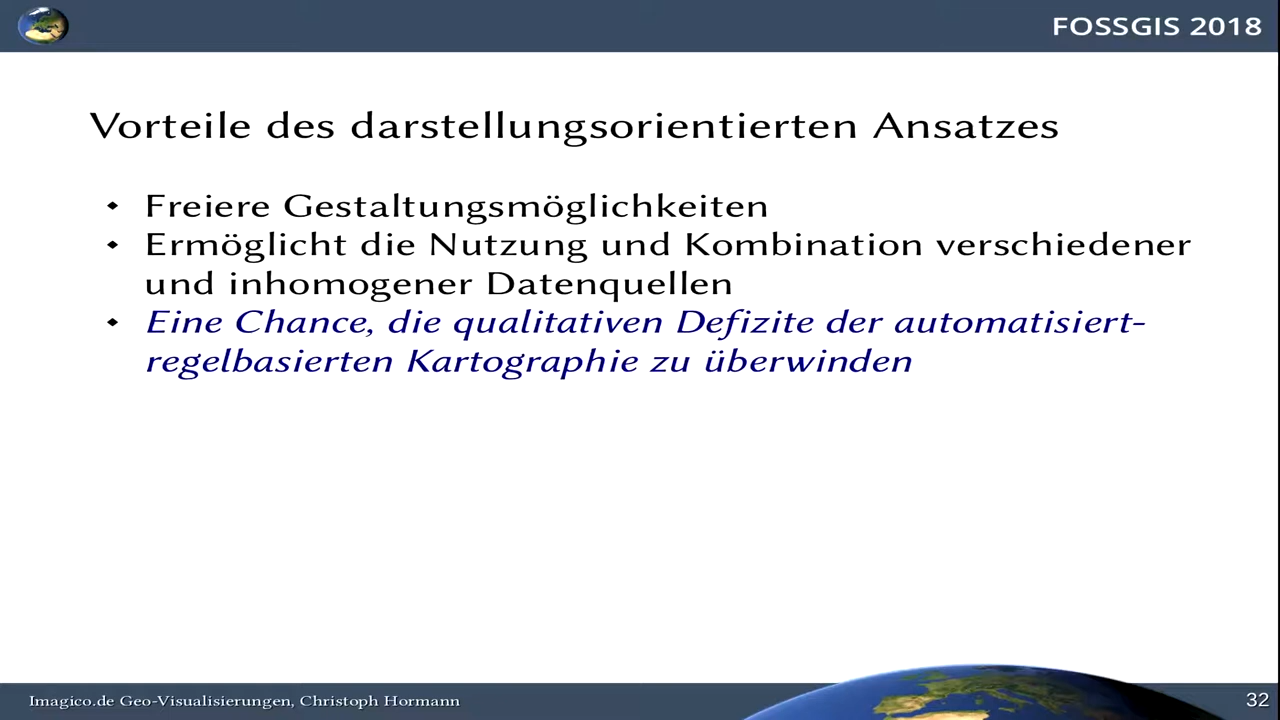 FOSSGIS 2018
Vorteile des darstellungsorientierten Ansatzes
Freiere Gestaltungsmöglichkeiten
Ermöglicht die Nutzung und Kombination verschiedener
und inhomogener Datenquellen
Eine Chance, die qualitativen Defizite der automatisiert-
regelbasierten Kartographie zu überwinden
Imagico.de Geo-Visualisierungen, Christoph Hormann
32